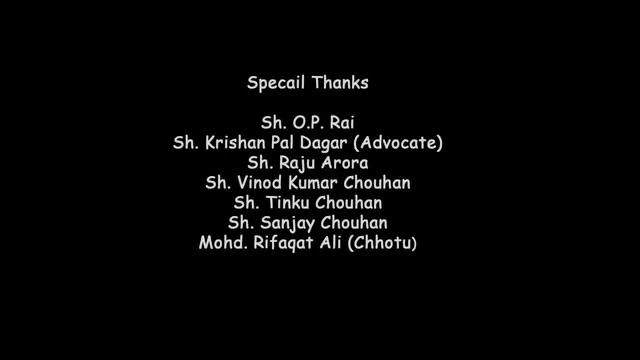 Specail Thanks
Sh. O.P. Rai
Sh. Krishan Pal Dagar (Advocate)
Sh. Raju Arora
Sh. Vinod Kumar Chouhan
Sh. Tinku Chouhan
Sh. Sanjay Chouhan
Mohd. Rifaqat Ali (Chhotu)